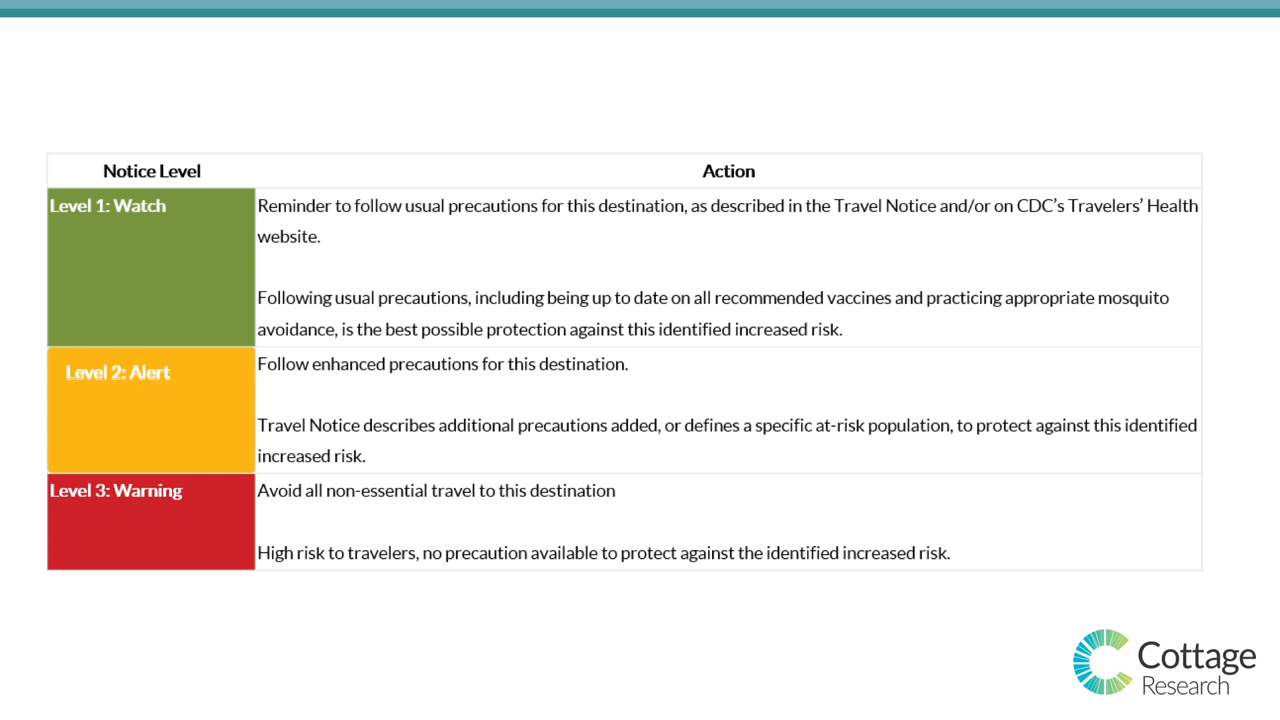 Notice Level Action
Level 1: Watch
Reminder to follow usual precautions for this destination, as described in the Travel Notice and/or on CDC’s Travelers’ Health
website.
Following usual precautions, including being up to date on all recommended vaccines and practicing appropriate mosquito
avoidance, is the best possible protection against this identified increased risk.
Level 2: Alert
Follow enhanced precautions for this destination.
Travel Notice describes additional precautions added, or defines a specific at-risk population, to protect against this identified
increased risk.
Level 3: Warning
Avoid all non-essential travel to this destination
High risk to travelers, no precaution available to protect against the identified increased risk.
Cottage
Research